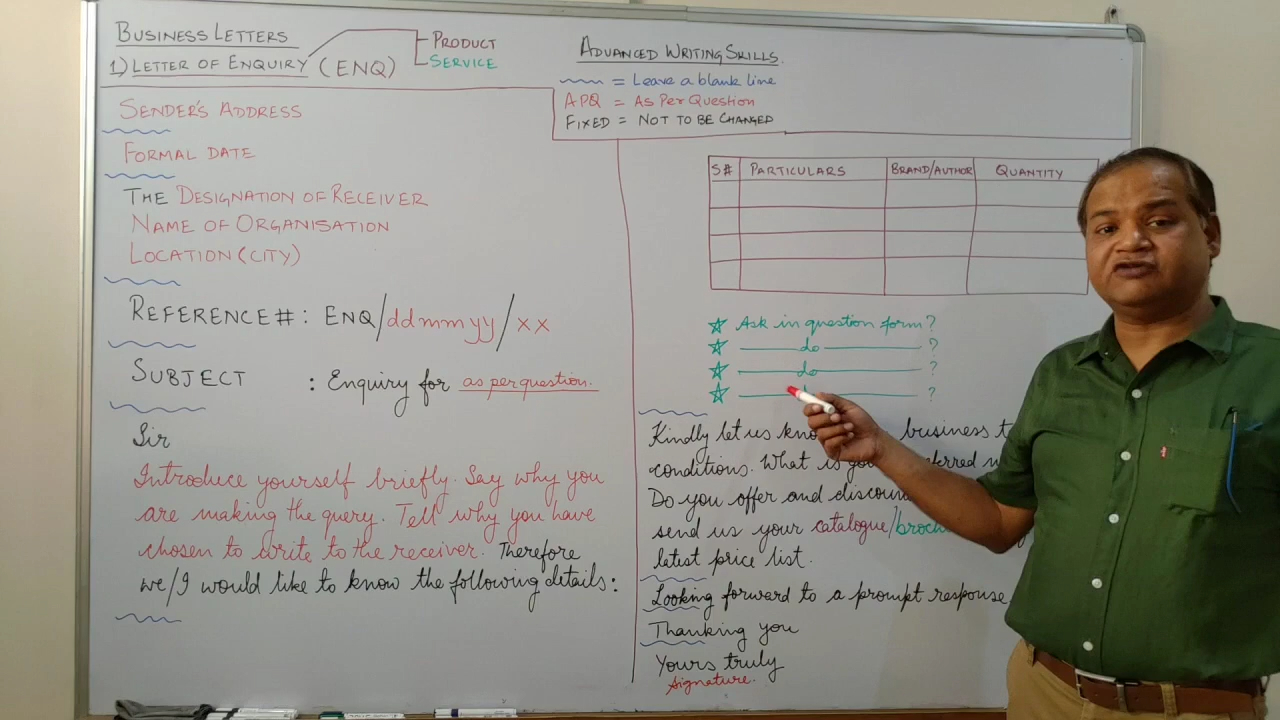 BUSINESS LETTERS
1) LETTER OF ENQUIRY (ENQ)
PRODUCT
SERVICE
ADVANCED WRITING SKILLS.
= Leave a blank line
APQ = As Per Question
FIXED = NOT TO BE CHANGED
SENDER'S ADDRESS
FORMAL DATE
THE DESIGNATION OF RECEIVER
NAME OF ORGANISATION
LOCATION (CITY)
REFERENCE #: ENQ/ddmmyy/xx
SUBJECT : Enquiry for as per question.
Sir
Introduce yourself briefly. Say why you
are making the query. Tell why you have
chosen to write to the receiver. Therefore
we/I would like to know the following details:
S# PARTICULARS BRAND/AUTHOR QUANTITY
Ask in question form?
do ?
do ?
?
Kindly let us business
conditions. What is
Do you offer and
send us your catalogue/
latest price list.
Looking forward to a prompt response
Thanking you
Yours truly
Signature.